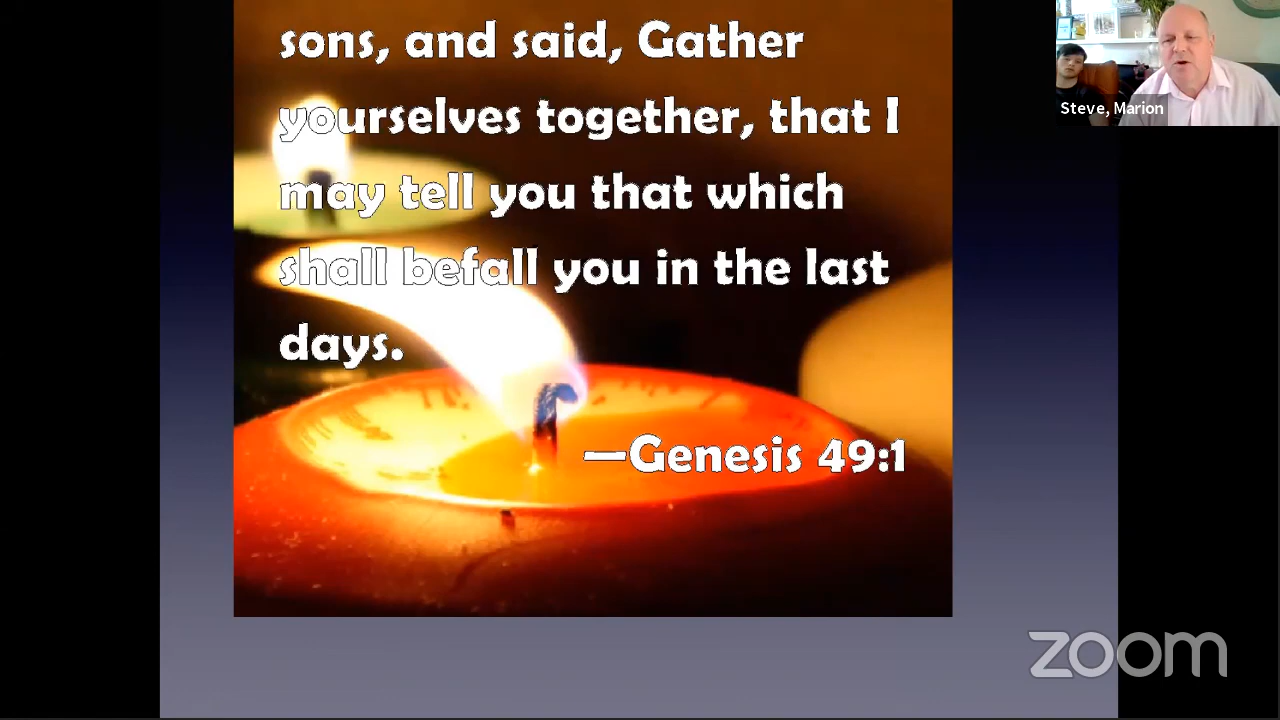 sons, and said, Gather
yourselves together, that I
may tell you that which
shall befall you in the last
days.
—Genesis 49:1
Steve, Marion
zoom